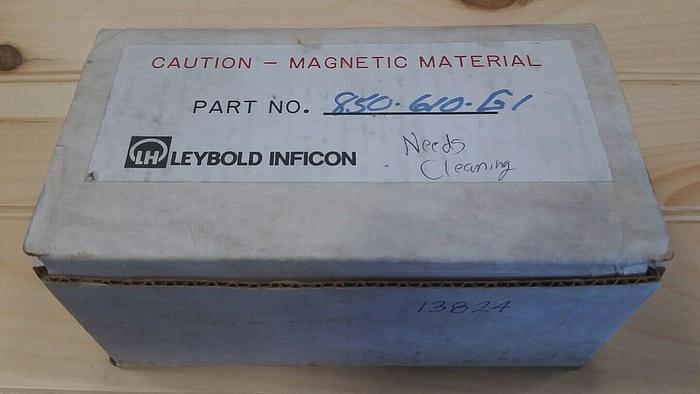 CAUTION - MAGNETIC MATERIAL
PART NO. 850-610-G1
LH LEYBOLD INFICON
Needs
Cleaning
13824